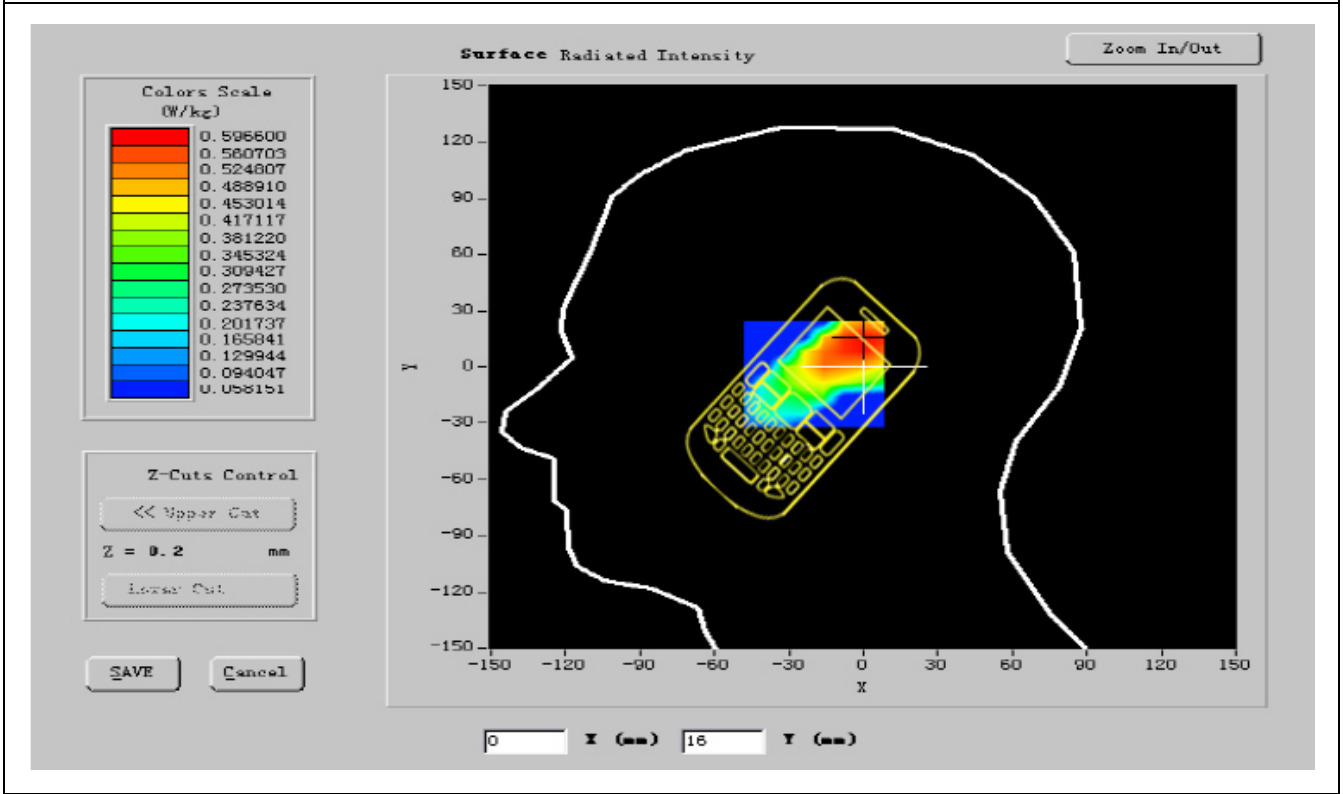 Surface Radiated Intensity
Zoom In/Out
Colors Scale
(W/kg)
0.596600
0.560703
0.524807
0.488910
0.453014
0.417117
0.381220
0.345324
0.309427
0.273530
0.237634
0.201737
0.165841
0.129944
0.094047
0.058151
Z-Cuts Control
<< Upper Cut
Z = 0.2 mm
Lower Cut
SAVE
Cancel
150
120
90
60
30
0
-30
-60
-90
-120
-150
Y
-150 -120 -90 -60 -30 0 30 60 90 120 150
X
0 X (mm) 16 Y (mm)